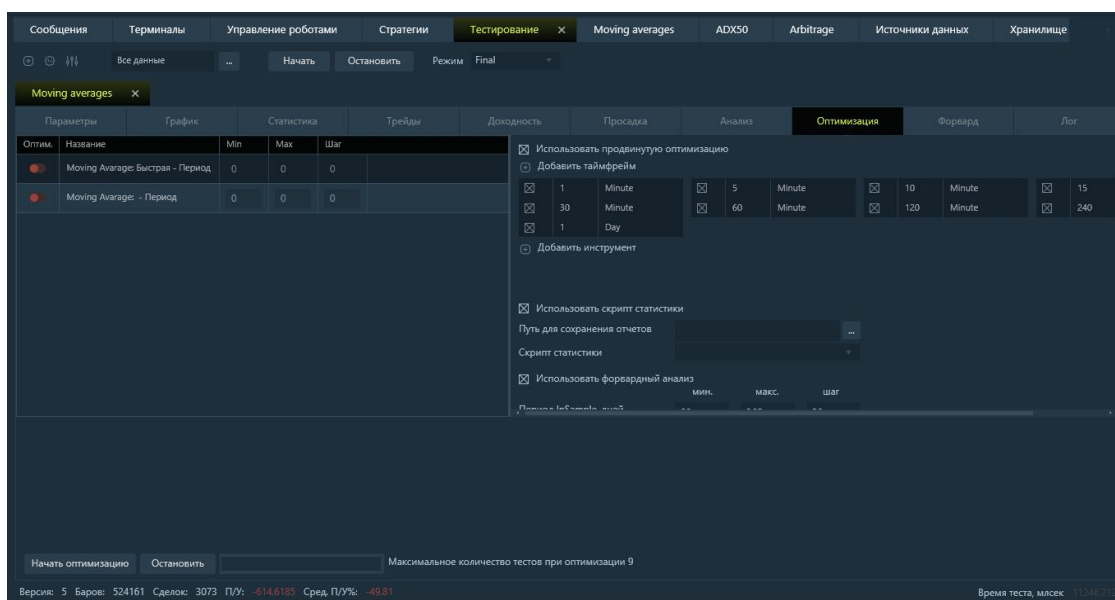 Сообщения Терминалы Управление роботами Стратегии Тестирование × Moving averages ADX50 Arbitrage Источники данных Хранилище
Все данные ... Начать Остановить Режим Final
Moving averages ×
Параметры График Статистика Трейды Доходность Просадка Анализ Оптимизация Форвард Лог
Оптим. Название Min Max Шаг
Moving Avarage: Быстрая - Период 0 0 0
Moving Avarage: - Период 0 0 0
Использовать продвинутую оптимизацию
Добавить таймфрейм
1 Minute 5 Minute 10 Minute 15
30 Minute 60 Minute 120 Minute 240
1 Day
Добавить инструмент
Использовать скрипт статистики
Путь для сохранения отчетов ...
Скрипт статистики
Использовать форвардный анализ
мин. макс. шаг
Период InSample, дней
Начать оптимизацию Остановить Максимальное количество тестов при оптимизации 9
Версия: 5 Баров: 524161 Сделок: 3073 П/У: -614.6185 Сред. П/У%: -49.81 Время теста, млсек